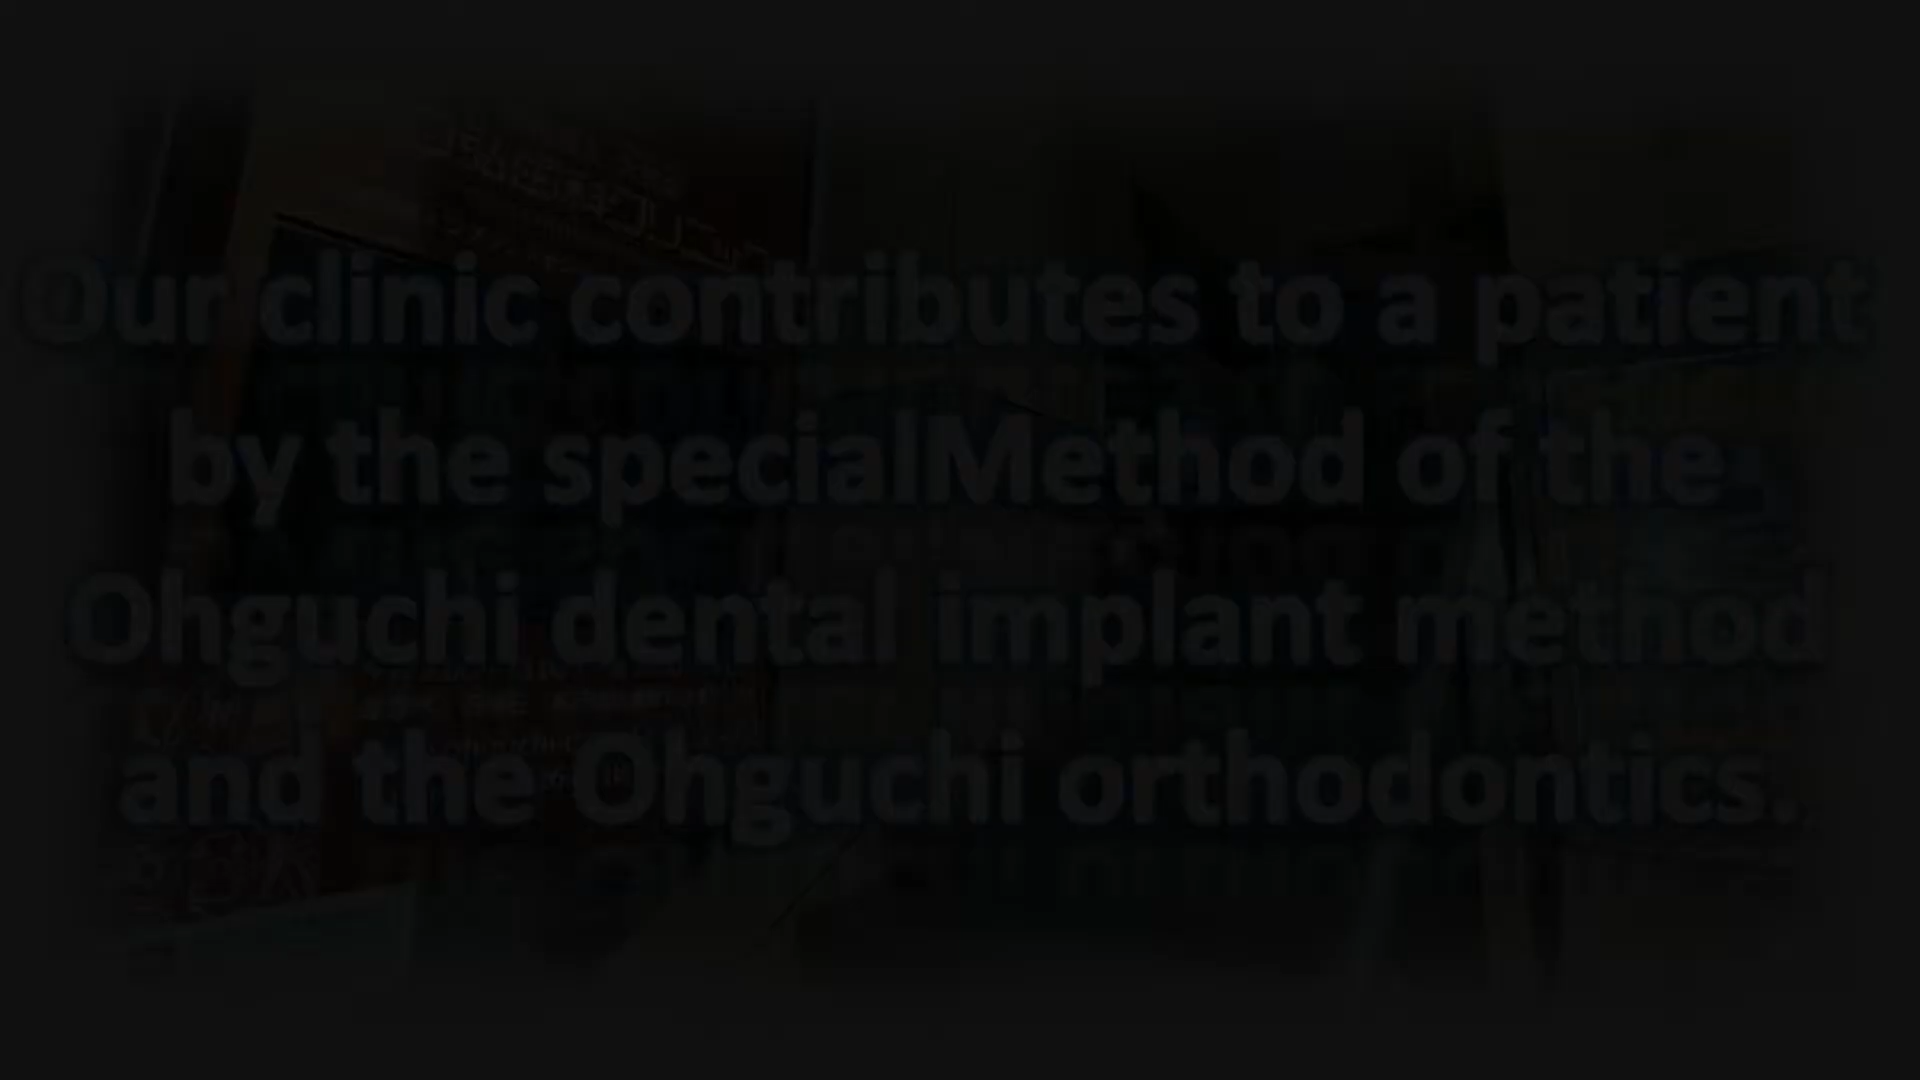 Our clinic contributes to a patient
by the specialMethod of the
Ohguchi dental implant method
and the Ohguchi orthodontics.